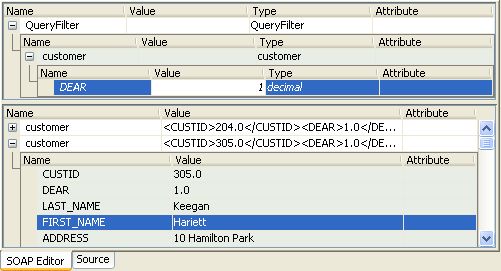 Name Value Type Attribute
QueryFilter QueryFilter
Name Value Type Attribute
customer customer
Name Value Type Attribute
DEAR 1 decimal
Name Value Attribute
customer <CUSTID>204.0</CUSTID><DEAR>1.0</DE...
customer <CUSTID>305.0</CUSTID><DEAR>1.0</DE...
Name Value Attribute
CUSTID 305.0
DEAR 1.0
LAST_NAME Keegan
FIRST_NAME Hariett
ADDRESS 10 Hamilton Park
SOAP Editor Source